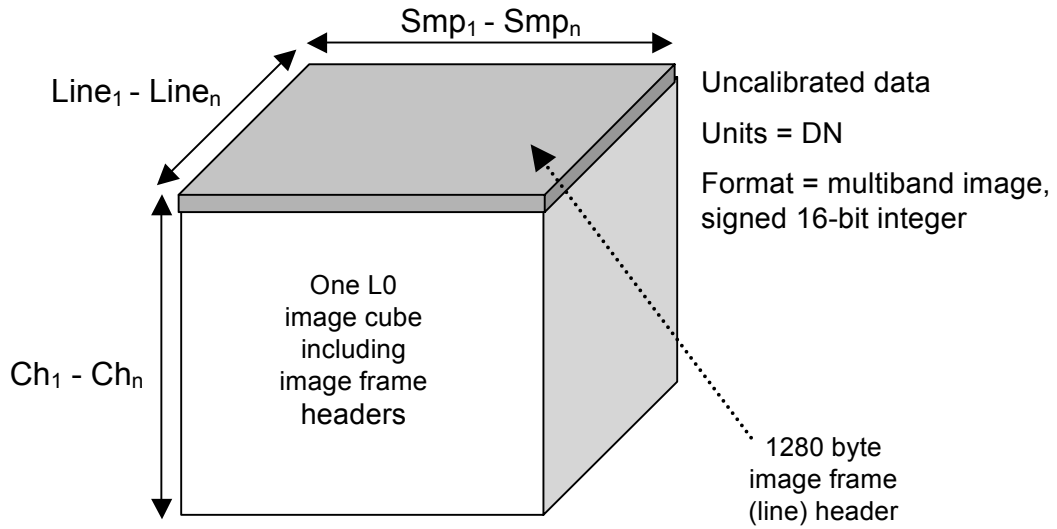 Smp₁ - Smpₙ
Line₁ - Lineₙ
Uncalibrated data
Units = DN
Format = multiband image,
signed 16-bit integer
One L0
image cube
including
image frame
headers
Ch₁ - Chₙ
1280 byte
image frame
(line) header